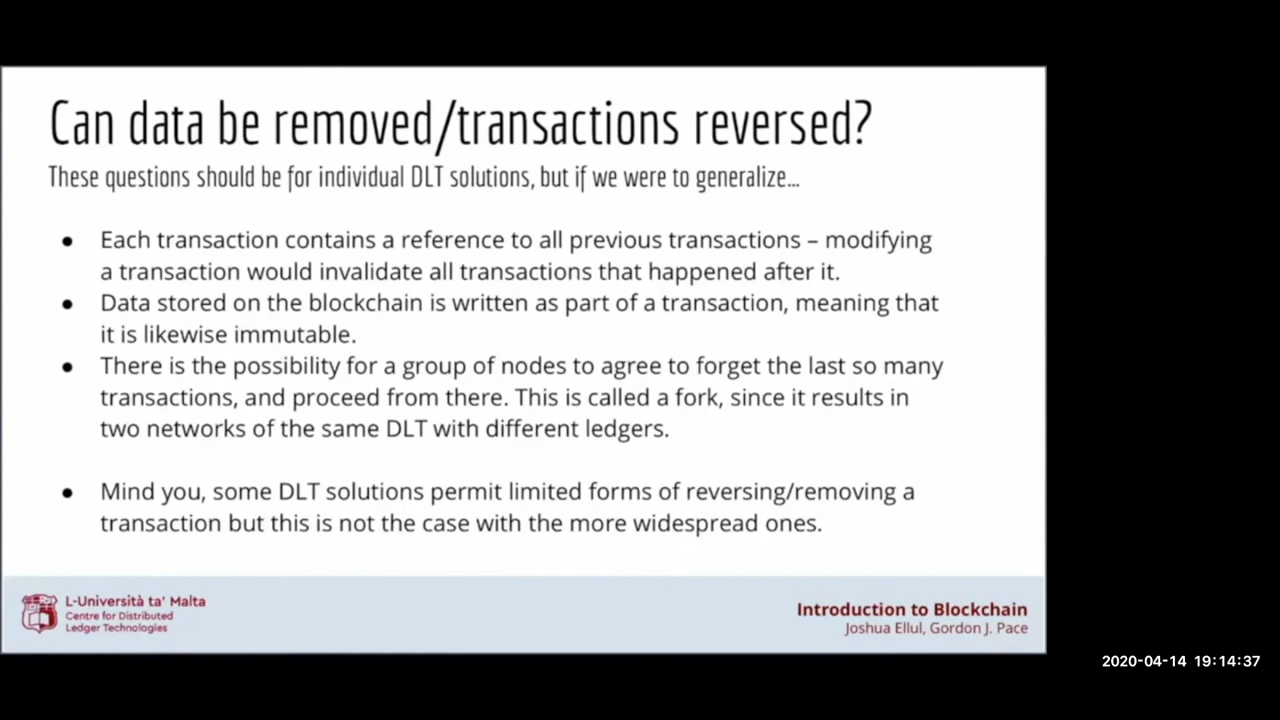 Can data be removed/transactions reversed?
These questions should be for individual DLT solutions, but if we were to generalize...
● Each transaction contains a reference to all previous transactions – modifying
a transaction would invalidate all transactions that happened after it.
● Data stored on the blockchain is written as part of a transaction, meaning that
it is likewise immutable.
● There is the possibility for a group of nodes to agree to forget the last so many
transactions, and proceed from there. This is called a fork, since it results in
two networks of the same DLT with different ledgers.
● Mind you, some DLT solutions permit limited forms of reversing/removing a
transaction but this is not the case with the more widespread ones.
L-Università ta' Malta
Centre for Distributed
Ledger Technologies
Introduction to Blockchain
Joshua Ellul, Gordon J. Pace
2020-04-14 19:14:37